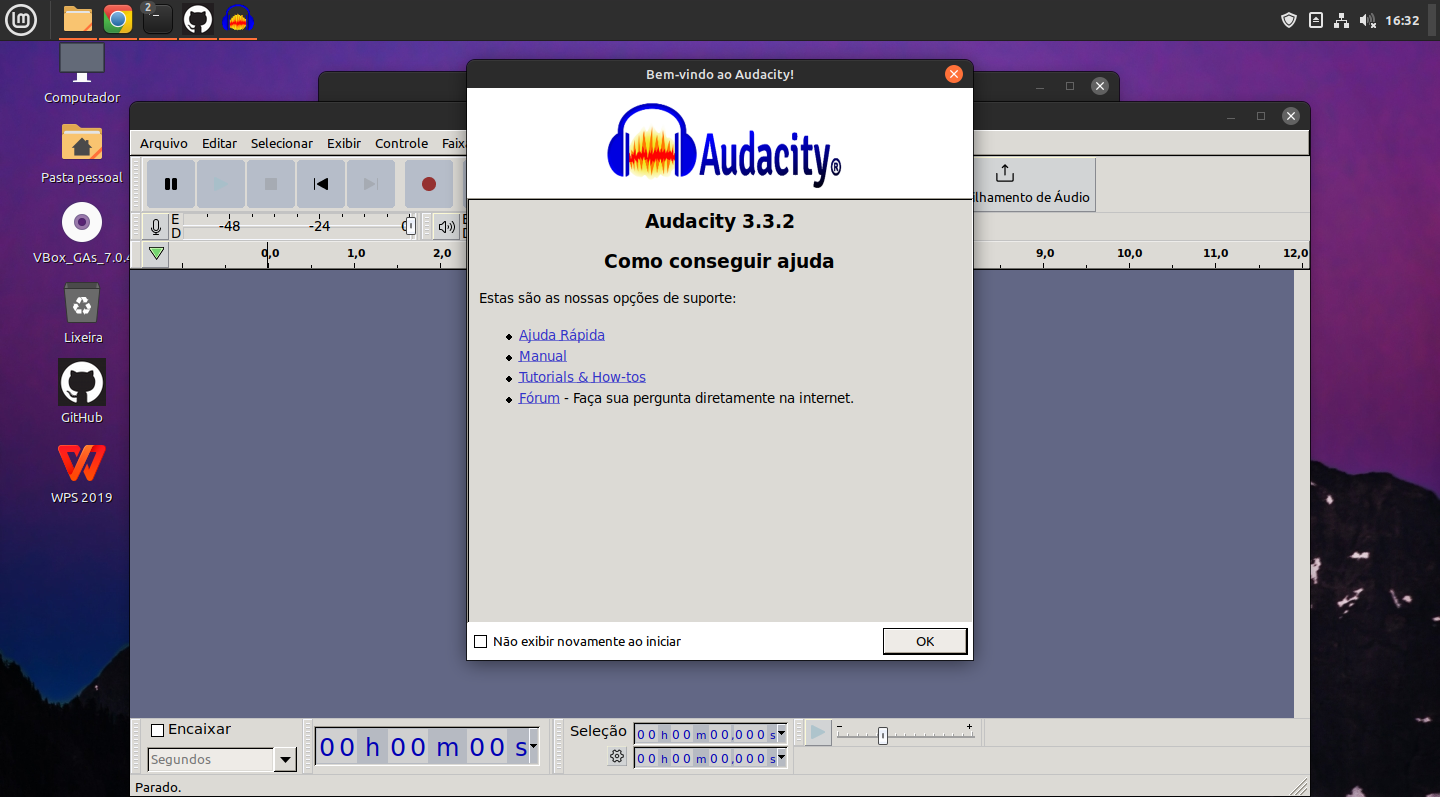 2
16:32
Computador
Pasta pessoal
VBox_GAs_7.0.4
Lixeira
GitHub
WPS 2019
Bem-vindo ao Audacity!
Arquivo Editar Selecionar Exibir Controle Faixa
lhamento de Áudio
E
D
-48 -24 0
0,0 1,0 2,0 9,0 10,0 11,0 12,0
Audacity®
Audacity 3.3.2
Como conseguir ajuda
Estas são as nossas opções de suporte:
Ajuda Rápida
Manual
Tutorials & How-tos
Fórum - Faça sua pergunta diretamente na internet.
Não exibir novamente ao iniciar
OK
Encaixar
Segundos
00 h 00 m 00 s
Seleção
00 h 00 m 00,000 s
00 h 00 m 00,000 s
- +
Parado.